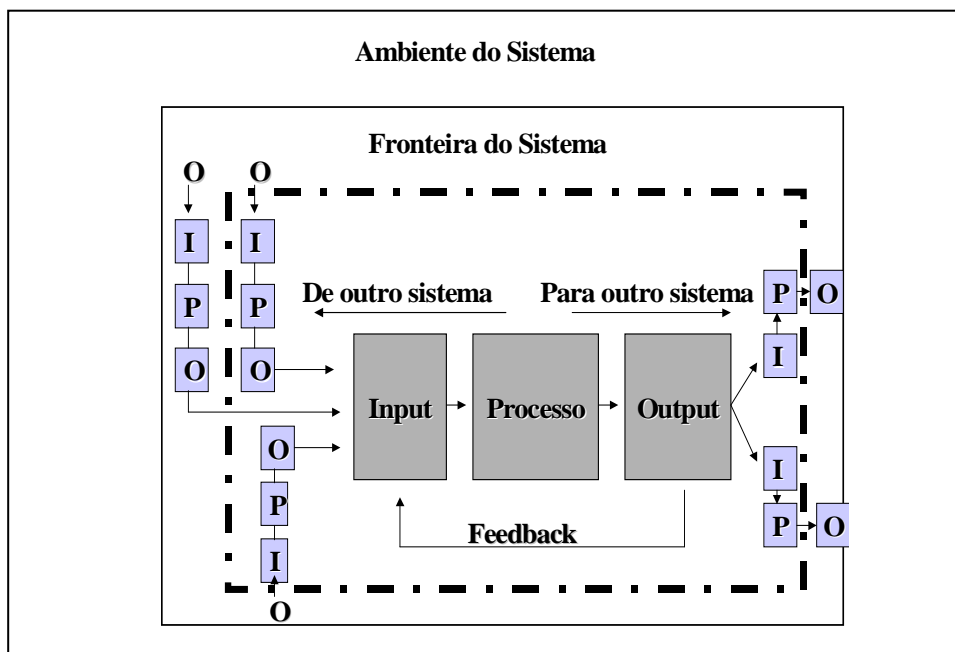 Ambiente do Sistema
Fronteira do Sistema
O O
I I
De outro sistema Para outro sistema
P P P O
O O I
Input Processo Output
O I
P Feedback P O
I
O